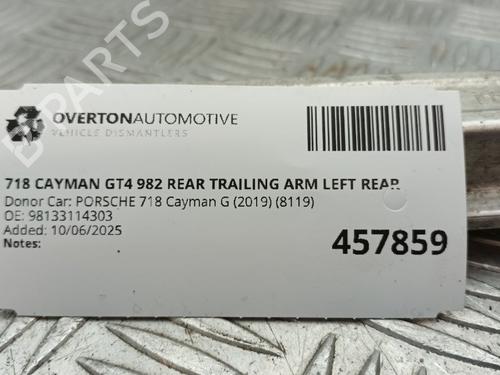 B-PARTS
OVERTONAUTOMOTIVE
VEHICLE DISMANTLERS
718 CAYMAN GT4 982 REAR TRAILING ARM LEFT REAR
Donor Car: PORSCHE 718 Cayman G (2019) (8119)
OE: 98133114303
Added: 10/06/2025
Notes:
457859